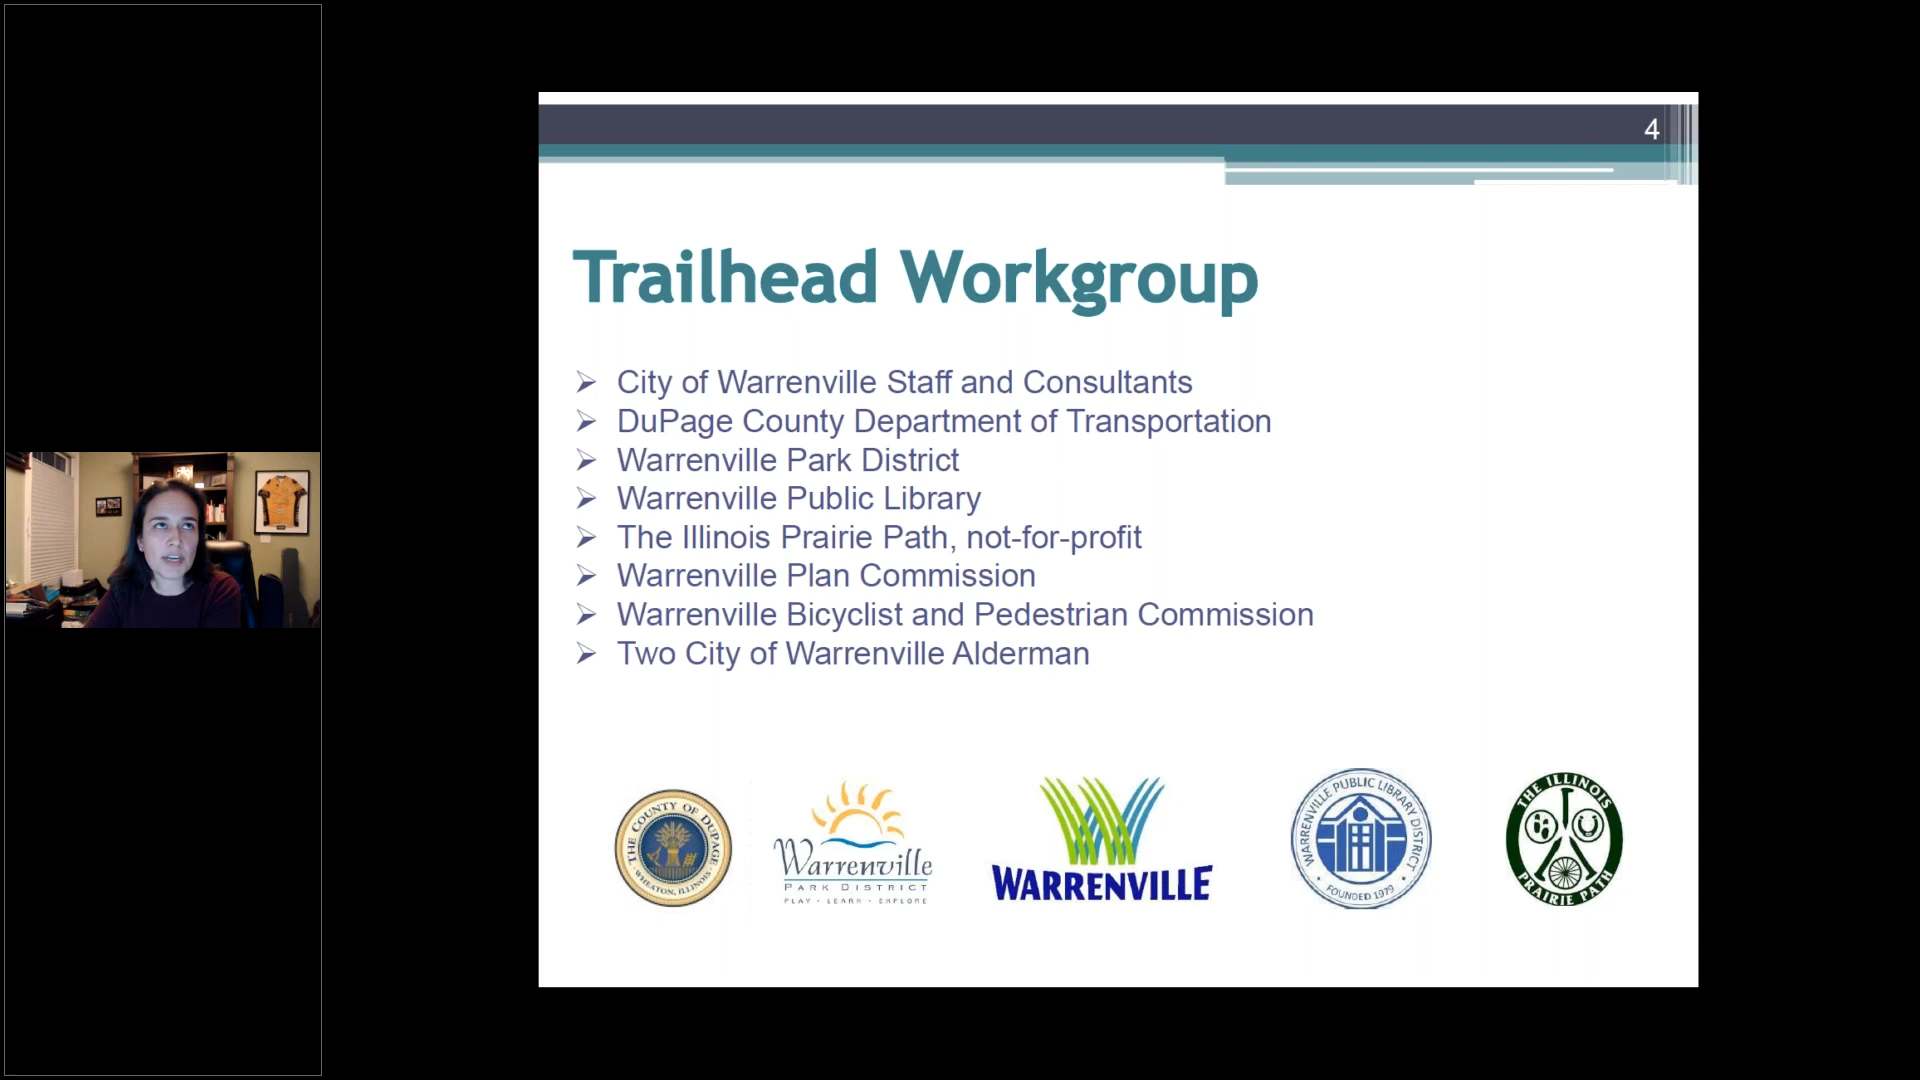 4
Trailhead Workgroup
City of Warrenville Staff and Consultants
DuPage County Department of Transportation
Warrenville Park District
Warrenville Public Library
The Illinois Prairie Path, not-for-profit
Warrenville Plan Commission
Warrenville Bicyclist and Pedestrian Commission
Two City of Warrenville Alderman
THE COUNTY OF DUPAGE
WHEATON, ILLINOIS
Warrenville
PARK DISTRICT
PLAY - LEARN - EXPLORE
WARRENVILLE
WARRENVILLE PUBLIC LIBRARY DISTRICT
FOUNDED 1979
THE ILLINOIS
PRAIRIE PATH